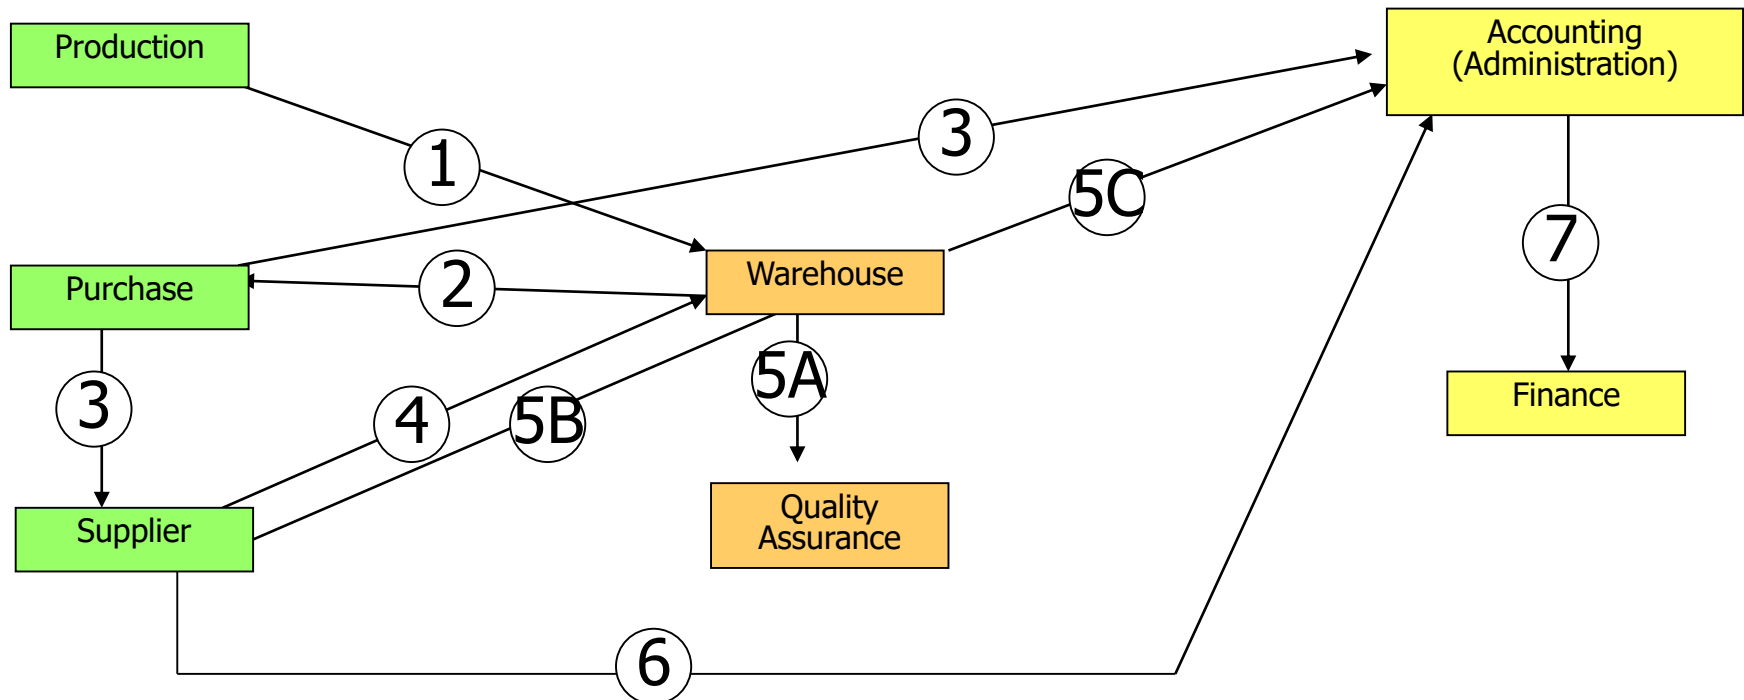 Production
Accounting
(Administration)
3
1
5C
7
Warehouse
Purchase
2
5A
3
4
5B
Finance
Quality
Assurance
Supplier
6